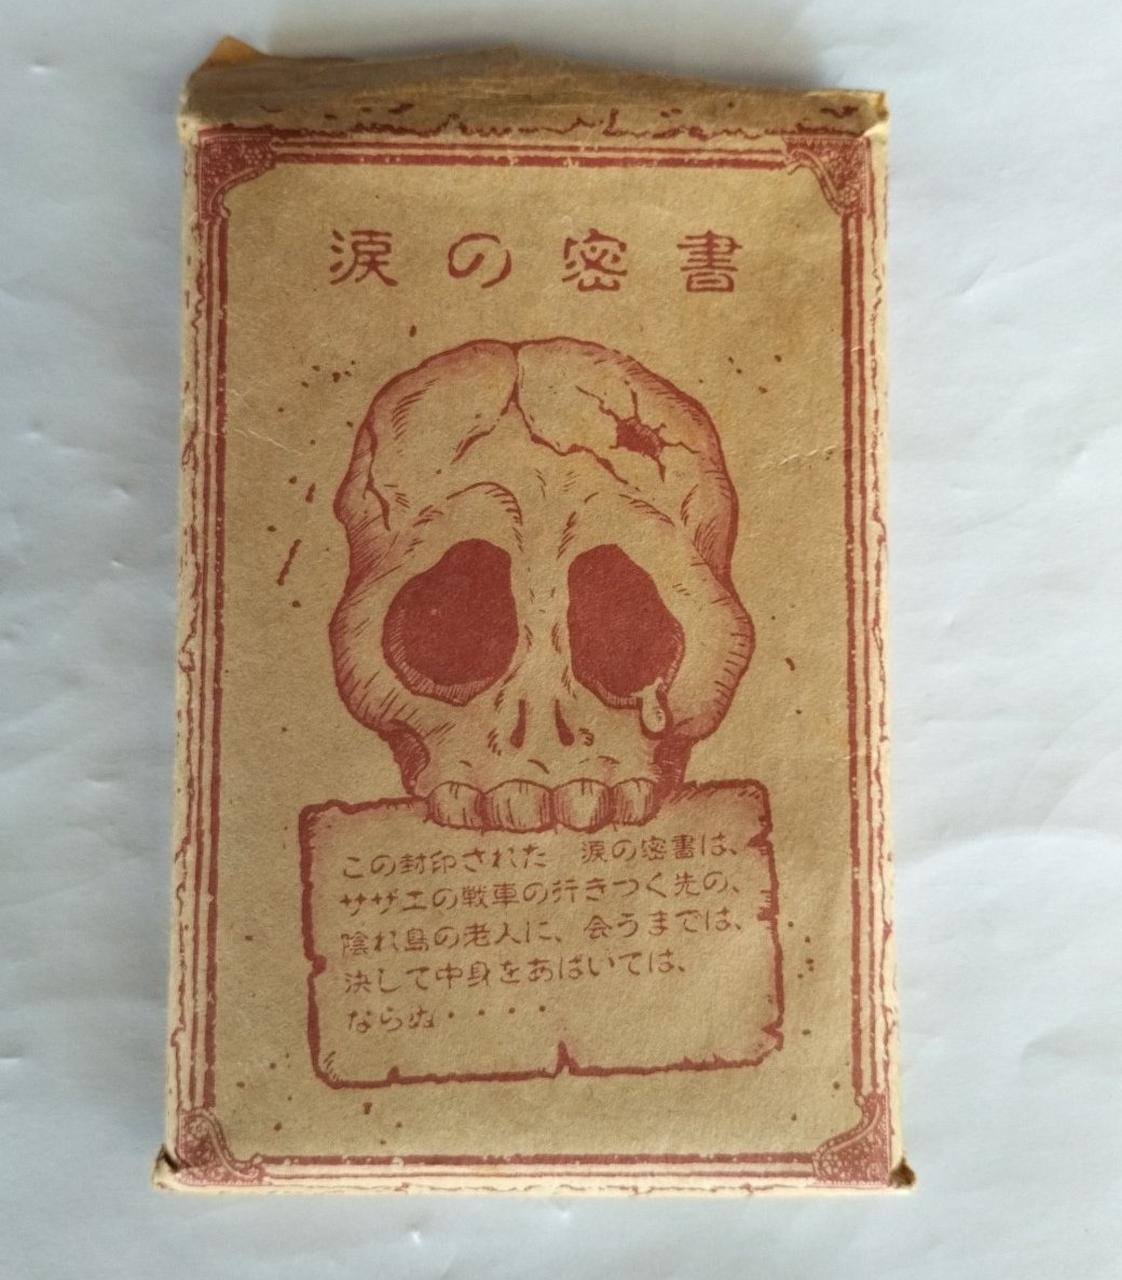 涙の密書
この封印された　涙の密書は、
サザエの戦車の行きつく先の、
陰れ島の老人に、会うまでは、
決して中身をあばいては、
ならぬ・・・・